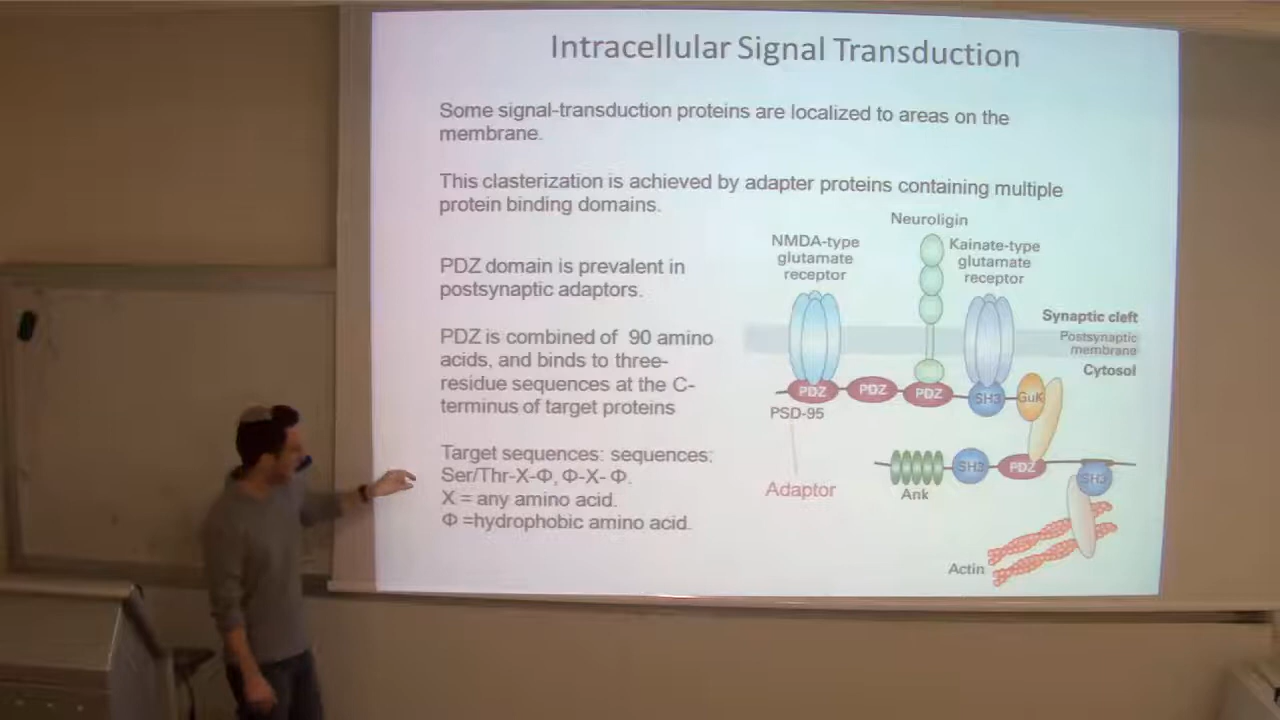 Intracellular Signal Transduction
Some signal-transduction proteins are localized to areas on the
membrane.
This clasterization is achieved by adapter proteins containing multiple
protein binding domains.
PDZ domain is prevalent in
postsynaptic adaptors.
PDZ is combined of 90 amino
acids, and binds to three-
residue sequences at the C-
terminus of target proteins
Target sequences: sequences:
Ser/Thr-X-Φ, Φ-X- Φ.
X = any amino acid.
Φ =hydrophobic amino acid.
Neuroligin
NMDA-type
glutamate
receptor
Kainate-type
glutamate
receptor
Synaptic cleft
Postsynaptic
membrane
Cytosol
PDZ
PDZ
PDZ
SH3
GuK
PSD-95
Adaptor
Ank
SH3
PDZ
SH3
Actin